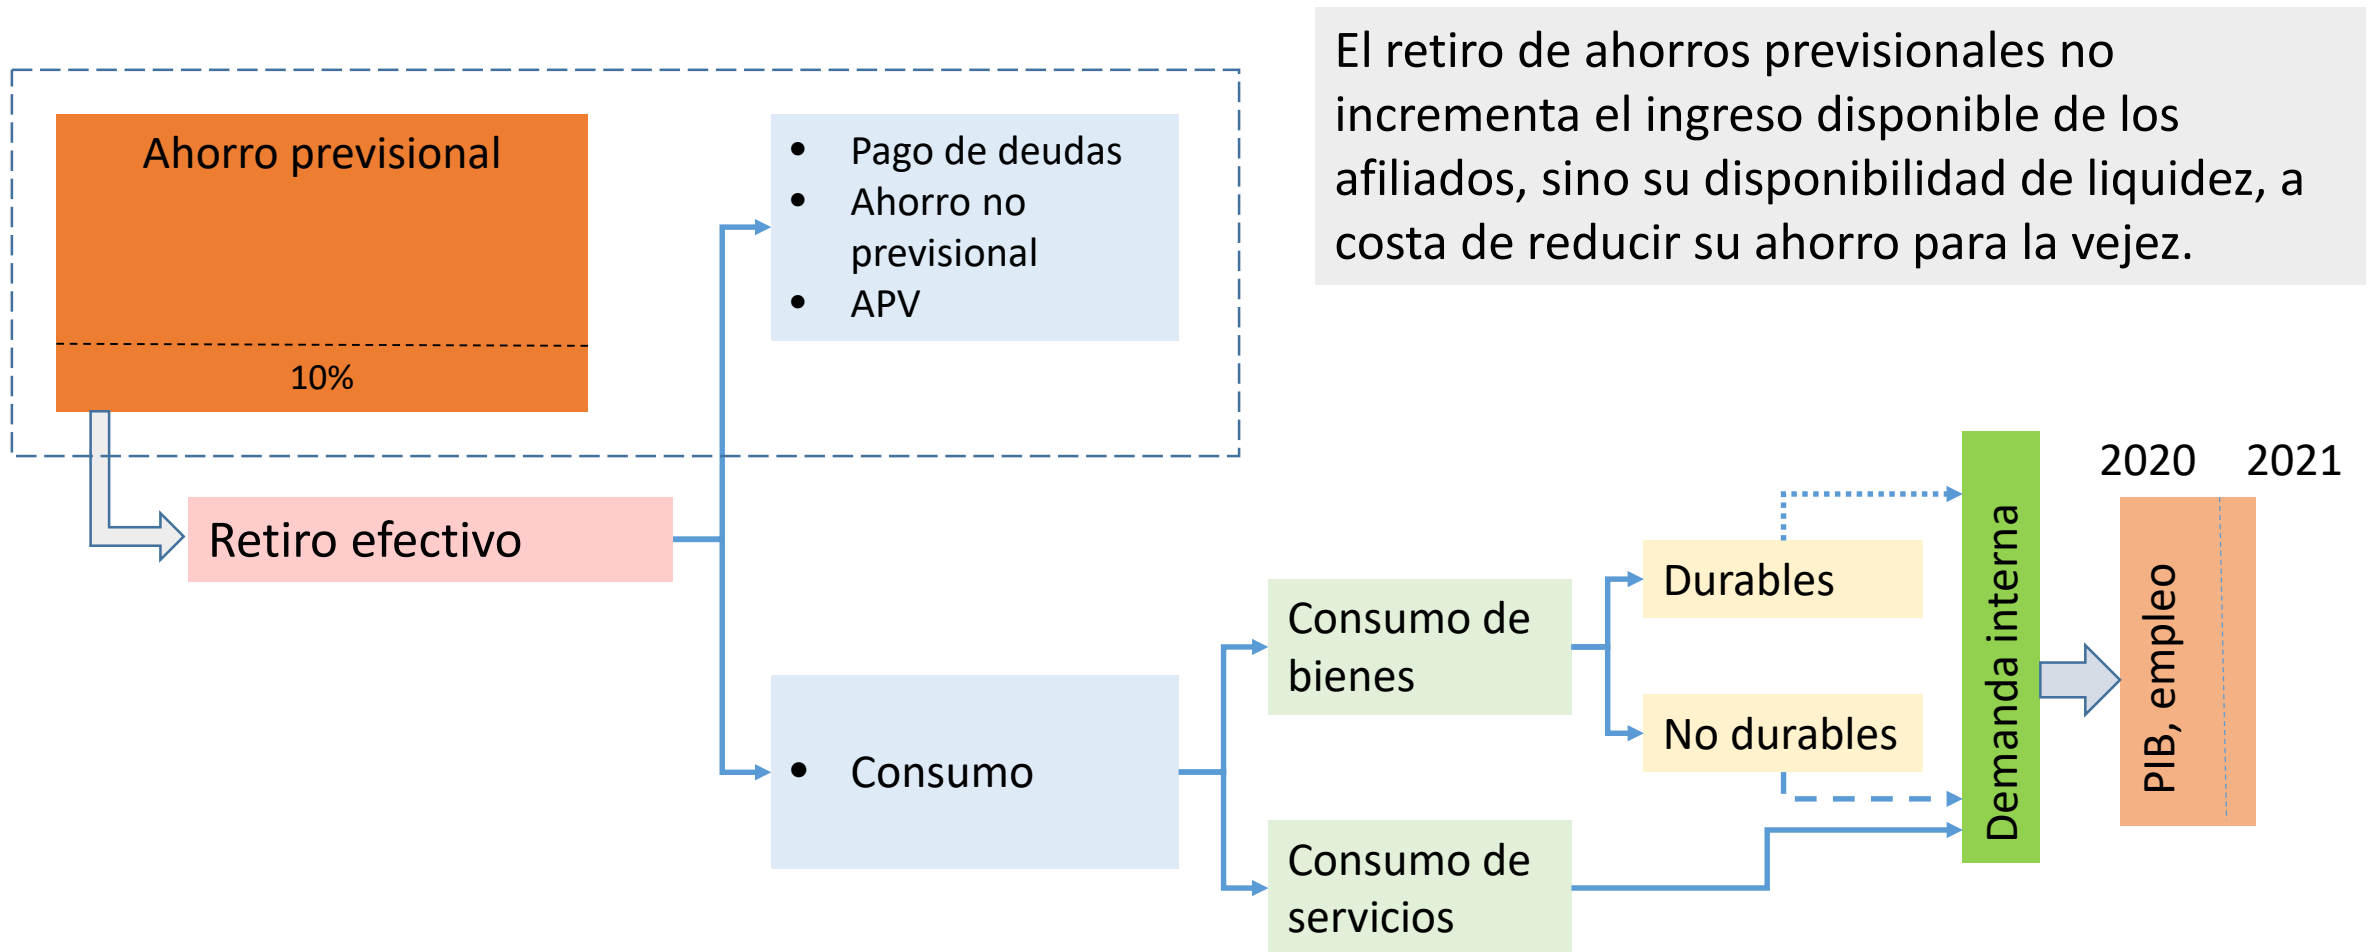 El retiro de ahorros previsionales no
incrementa el ingreso disponible de los
afiliados, sino su disponibilidad de liquidez, a
costa de reducir su ahorro para la vejez.
Ahorro previsional
10%
• Pago de deudas
• Ahorro no
previsional
• APV
Retiro efectivo
• Consumo
Consumo de
bienes
Consumo de
servicios
Durables
No durables
Demanda interna
2020 2021
PIB, empleo